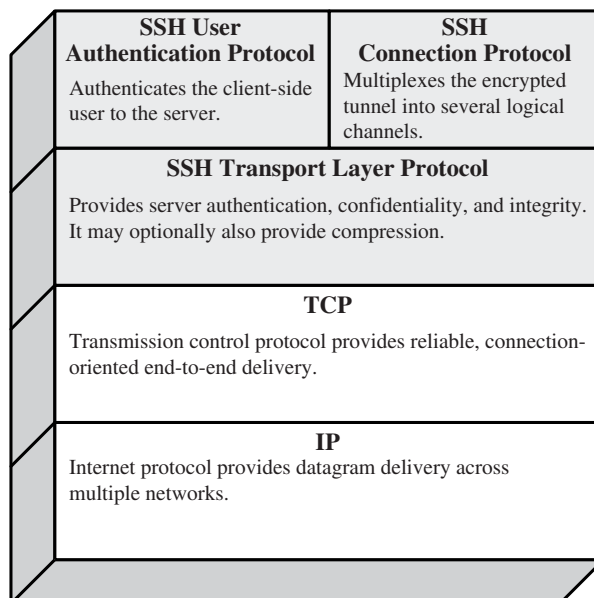 SSH User
Authentication Protocol
Authenticates the client-side
user to the server.
SSH
Connection Protocol
Multiplexes the encrypted
tunnel into several logical
channels.
SSH Transport Layer Protocol
Provides server authentication, confidentiality, and integrity.
It may optionally also provide compression.
TCP
Transmission control protocol provides reliable, connection-
oriented end-to-end delivery.
IP
Internet protocol provides datagram delivery across
multiple networks.